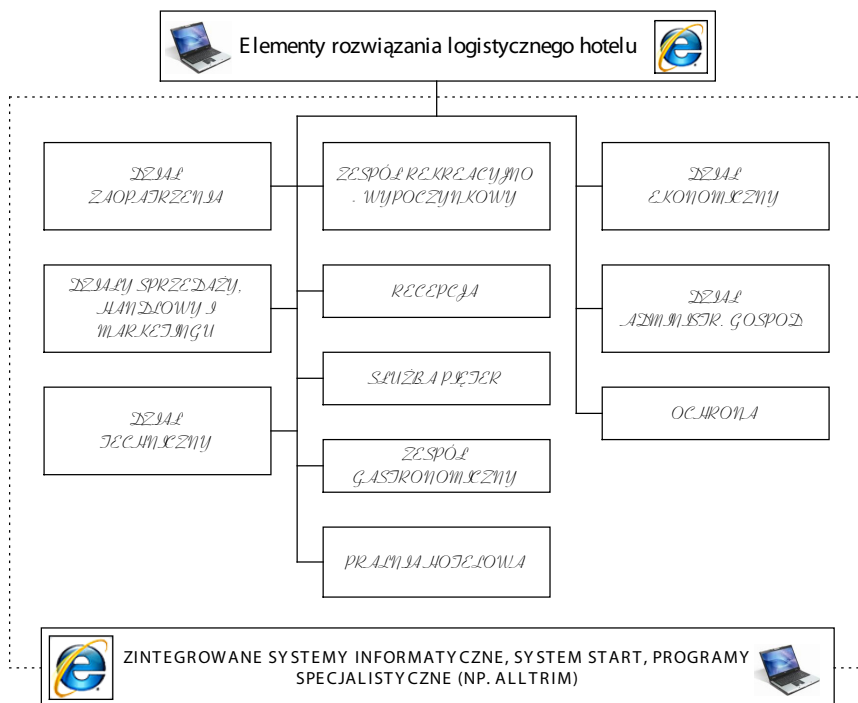 Elementy rozwiązania logistycznego hotelu
DZIAŁ
ZAOPATRZENIA
ZESPÓŁ REKREACYJNO
- WYPOCZYNKOWY
DZIAŁ
EKONOMICZNY
DZIAŁY SPRZEDAŻY,
HANDLOWY I
MARKETINGU
RECEPCJA
DZIAŁ
ADMINISTR. GOSPOD
SŁUŻBA PIĘTER
DZIAŁ
TECHNICZNY
OCHRONA
ZESPÓŁ
GASTRONOMICZNY
PRALNIA HOTELOWA
ZINTEGROWANE SYSTEMY INFORMATYCZNE, SYSTEM START, PROGRAMY
SPECJALISTYCZNE (NP. ALLTRIM)